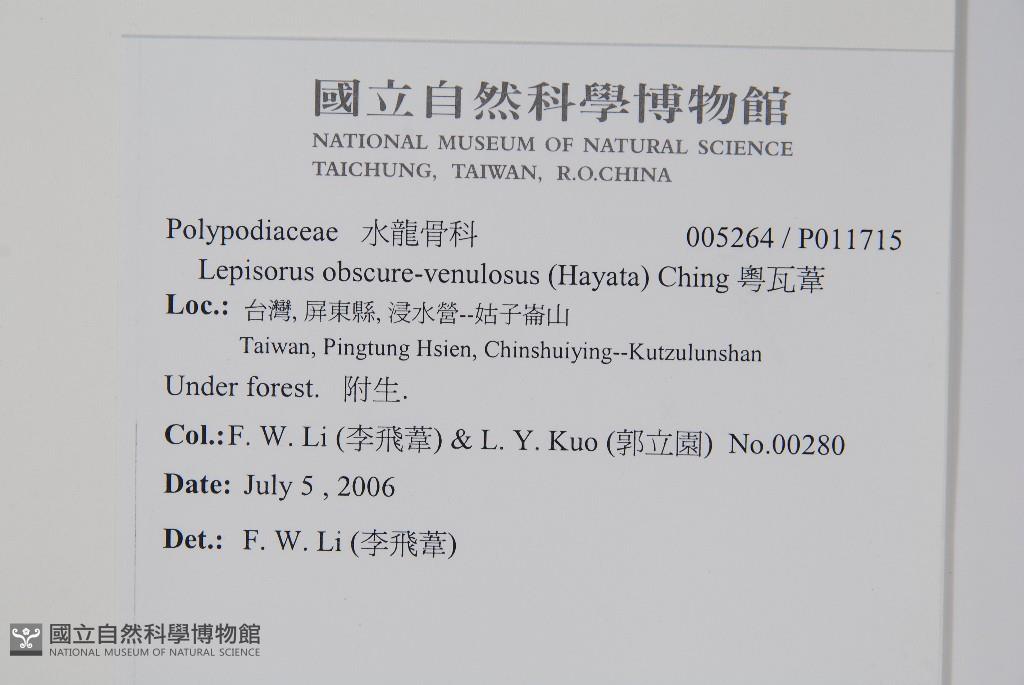 國立自然科學博物館
NATIONAL MUSEUM OF NATURAL SCIENCE
TAICHUNG, TAIWAN, R.O.CHINA
Polypodiaceae 水龍骨科 005264 / P011715
Lepisorus obscure-venulosus (Hayata) Ching 粵瓦葦
Loc.: 台灣, 屏東縣, 浸水營--姑子崙山
Taiwan, Pingtung Hsien, Chinshuiying--Kutzulunshan
Under forest. 附生.
Col.:F. W. Li (李飛葦) & L. Y. Kuo (郭立園) No.00280
Date: July 5 , 2006
Det.: F. W. Li (李飛葦)
國立自然科學博物館
NATIONAL MUSEUM OF NATURAL SCIENCE